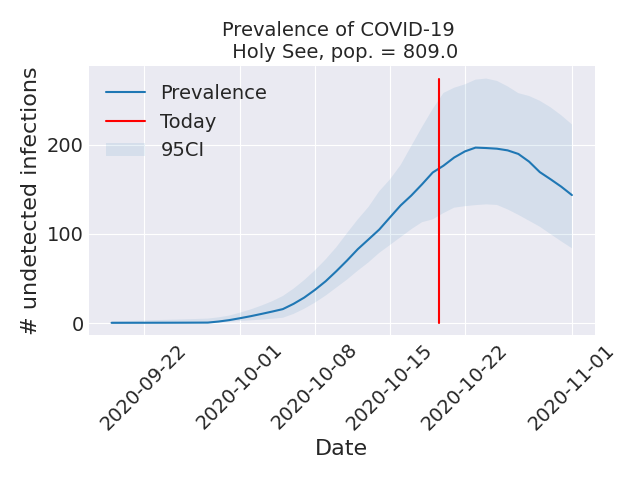 Prevalence of COVID-19
Holy See, pop. = 809.0
Prevalence
Today
95CI
# undetected infections
200
100
0
2020-09-22
2020-10-01
2020-10-08
2020-10-15
2020-10-22
2020-11-01
Date